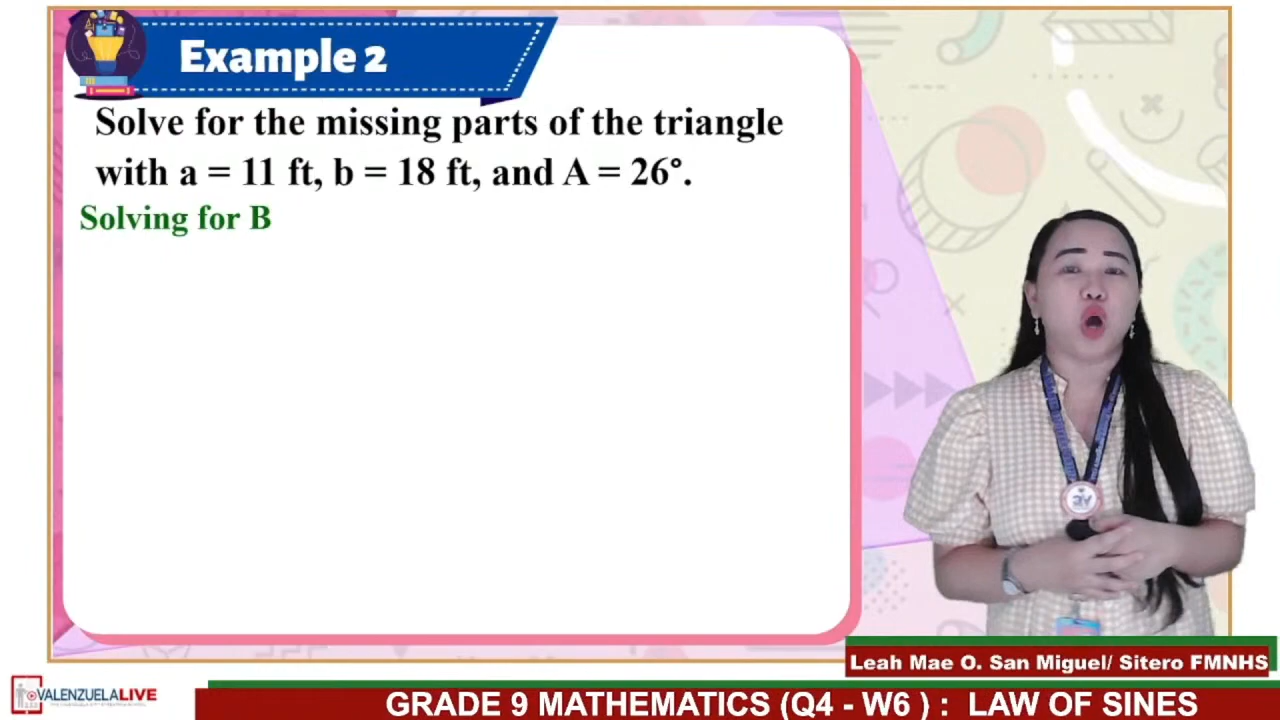 Example 2
Solve for the missing parts of the triangle
with a = 11 ft, b = 18 ft, and A = 26°.
Solving for B
Leah Mae O. San Miguel/ Sitero FMNHS
VALENZUELALIVE
GRADE 9 MATHEMATICS (Q4 - W6 ) : LAW OF SINES